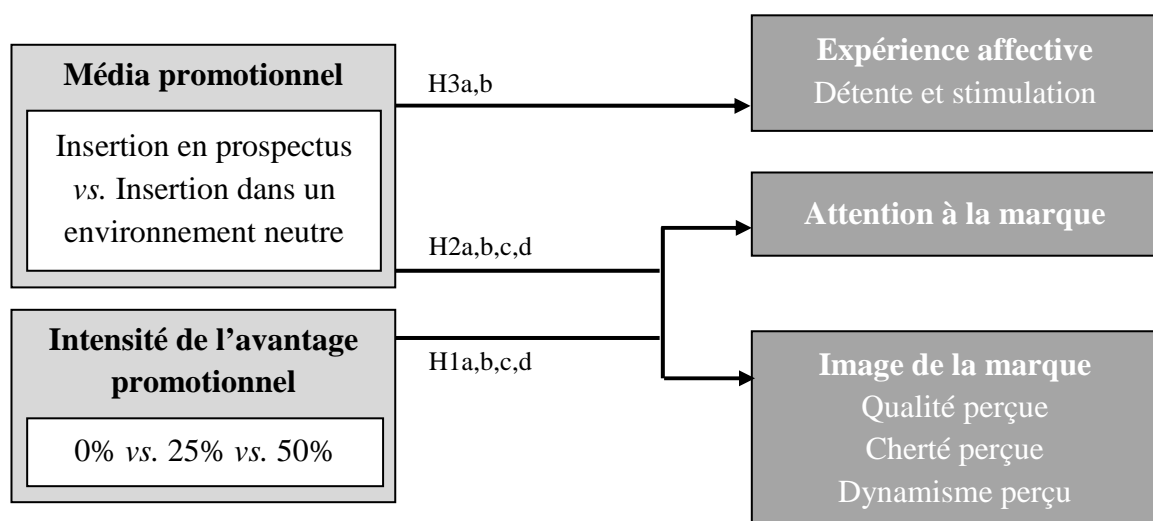 Média promotionnel
Insertion en prospectus
vs. Insertion dans un
environnement neutre
Intensité de l’avantage
promotionnel
0% vs. 25% vs. 50%
H3a,b
H2a,b,c,d
H1a,b,c,d
Expérience affective
Détente et stimulation
Attention à la marque
Image de la marque
Qualité perçue
Cherté perçue
Dynamisme perçu